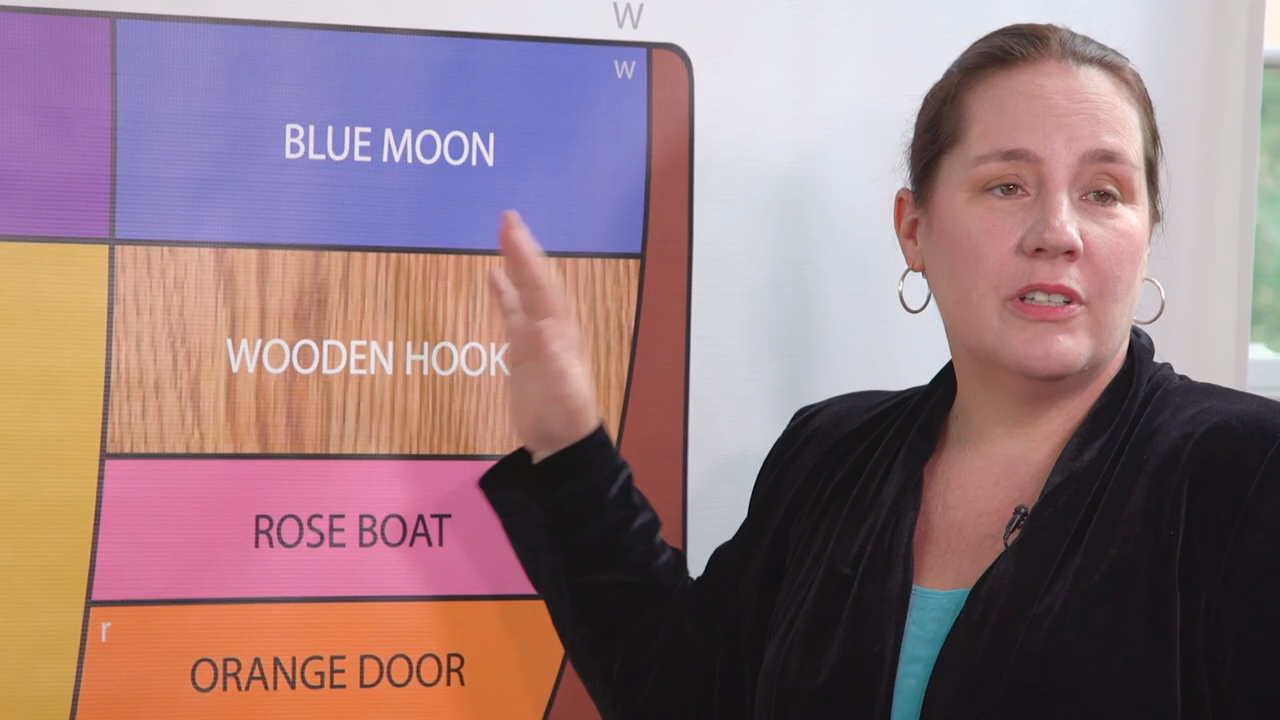 W
w
BLUE MOON
WOODEN HOOK
ROSE BOAT
r
ORANGE DOOR